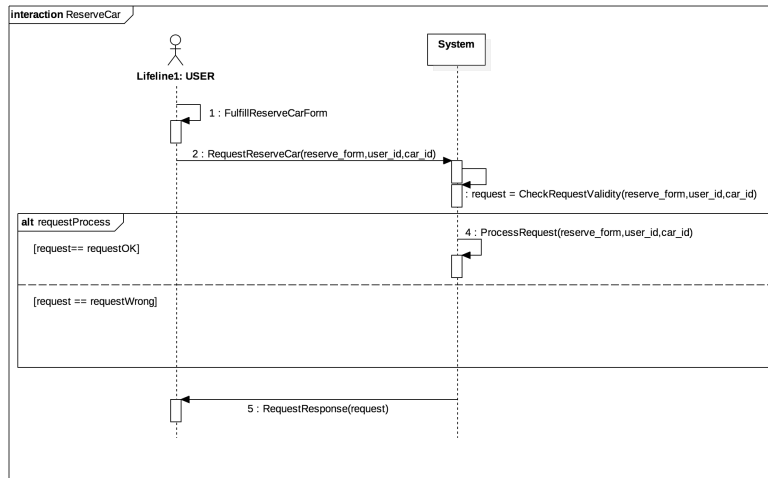 interaction ReserveCar
System
Lifeline1: USER
1 : FulfillReserveCarForm
2 : RequestReserveCar(reserve_form,user_id,car_id)
: request = CheckRequestValidity(reserve_form,user_id,car_id)
alt requestProcess
4 : ProcessRequest(reserve_form,user_id,car_id)
[request== requestOK]
[request == requestWrong]
5 : RequestResponse(request)